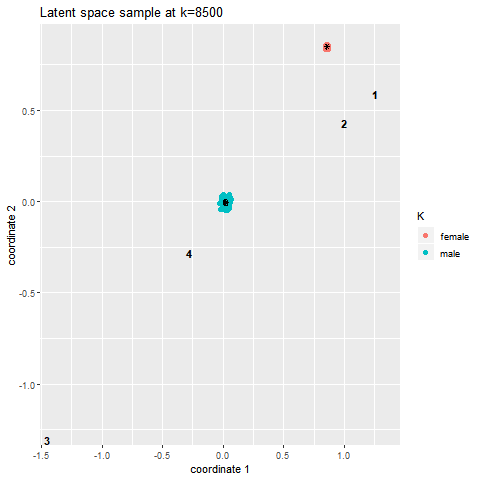 Latent space sample at k=8500
*
1
0.5
2
K
0.0
*
female
male
coordinate 2
4
-0.5
-1.0
3
-1.5 -1.0 -0.5 0.0 0.5 1.0
coordinate 1